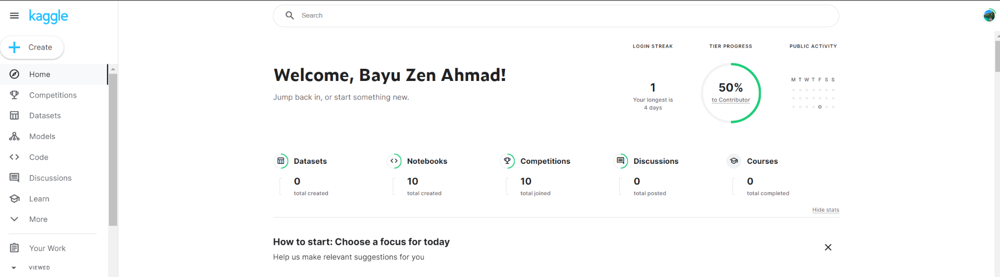 kaggle
Search
Create
Home
Competitions
Datasets
Models
Code
Discussions
Learn
More
Your Work
VIEWED
Welcome, Bayu Zen Ahmad!
Jump back in, or start something new.
LOGIN STREAK
1
Your longest is
4 days
TIER PROGRESS
50%
to Contributor
PUBLIC ACTIVITY
M T W T F S S
Datasets
0
total created
Notebooks
10
total created
Competitions
10
total joined
Discussions
0
total posted
Courses
0
total completed
Hide stats
How to start: Choose a focus for today
Help us make relevant suggestions for you